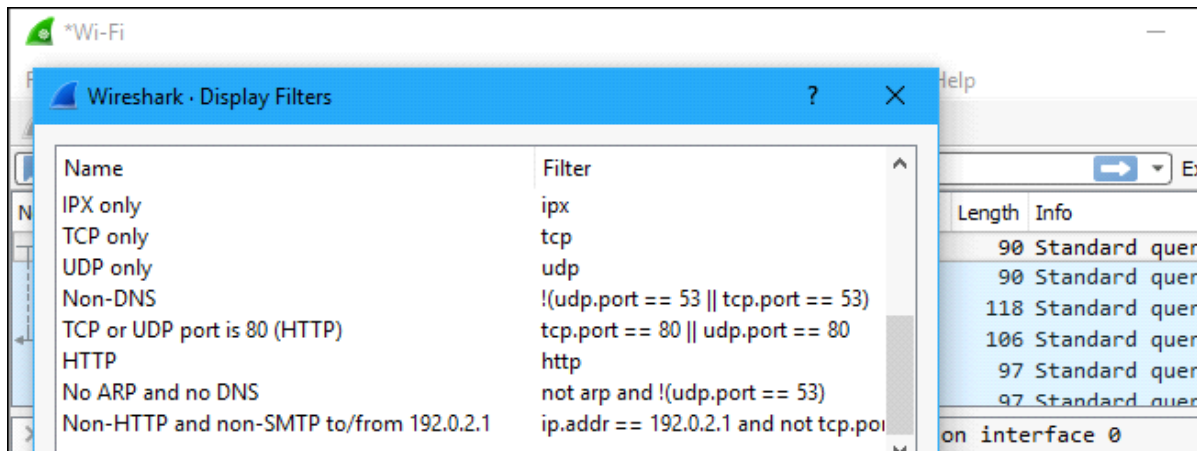 *Wi-Fi
Help
Wireshark · Display Filters ? ×
Name Filter
IPX only ipx
TCP only tcp
UDP only udp
Non-DNS !(udp.port == 53 || tcp.port == 53)
TCP or UDP port is 80 (HTTP) tcp.port == 80 || udp.port == 80
HTTP http
No ARP and no DNS not arp and !(udp.port == 53)
Non-HTTP and non-SMTP to/from 192.0.2.1 ip.addr == 192.0.2.1 and not tcp.por
Length Info
90 Standard quer
90 Standard quer
118 Standard quer
106 Standard quer
97 Standard quer
97 Standard quer
on interface 0